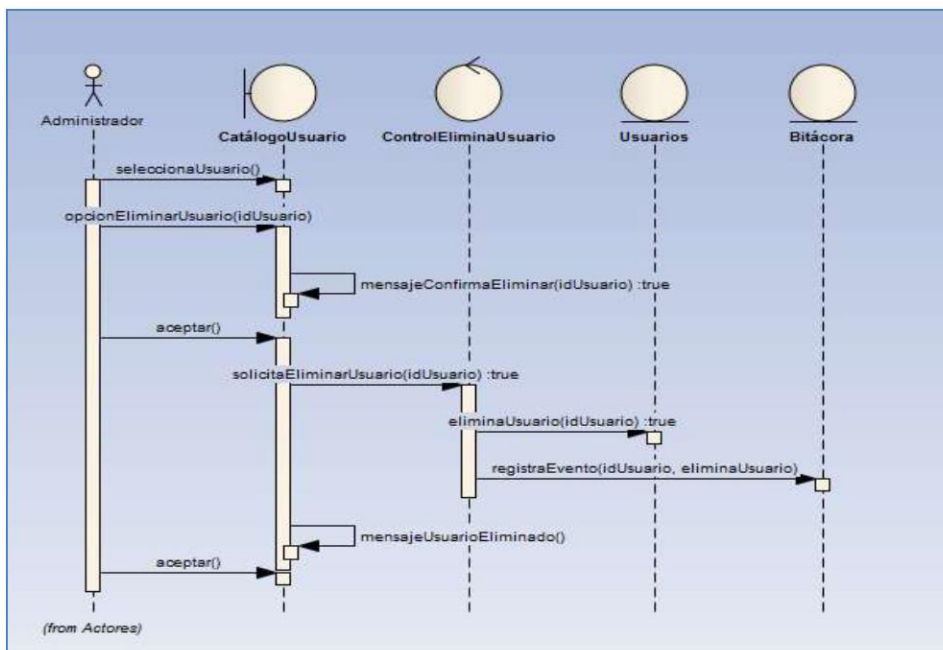 Administrador
CatálogoUsuario
ControlEliminaUsuario
Usuarios
Bitácora
seleccionaUsuario()
opcionEliminarUsuario(idUsuario)
mensajeConfirmaEliminar(idUsuario) :true
aceptar()
solicitaEliminarUsuario(idUsuario) :true
eliminaUsuario(idUsuario) :true
registraEvento(idUsuario, eliminaUsuario)
mensajeUsuarioEliminado()
aceptar()
(from Actores)